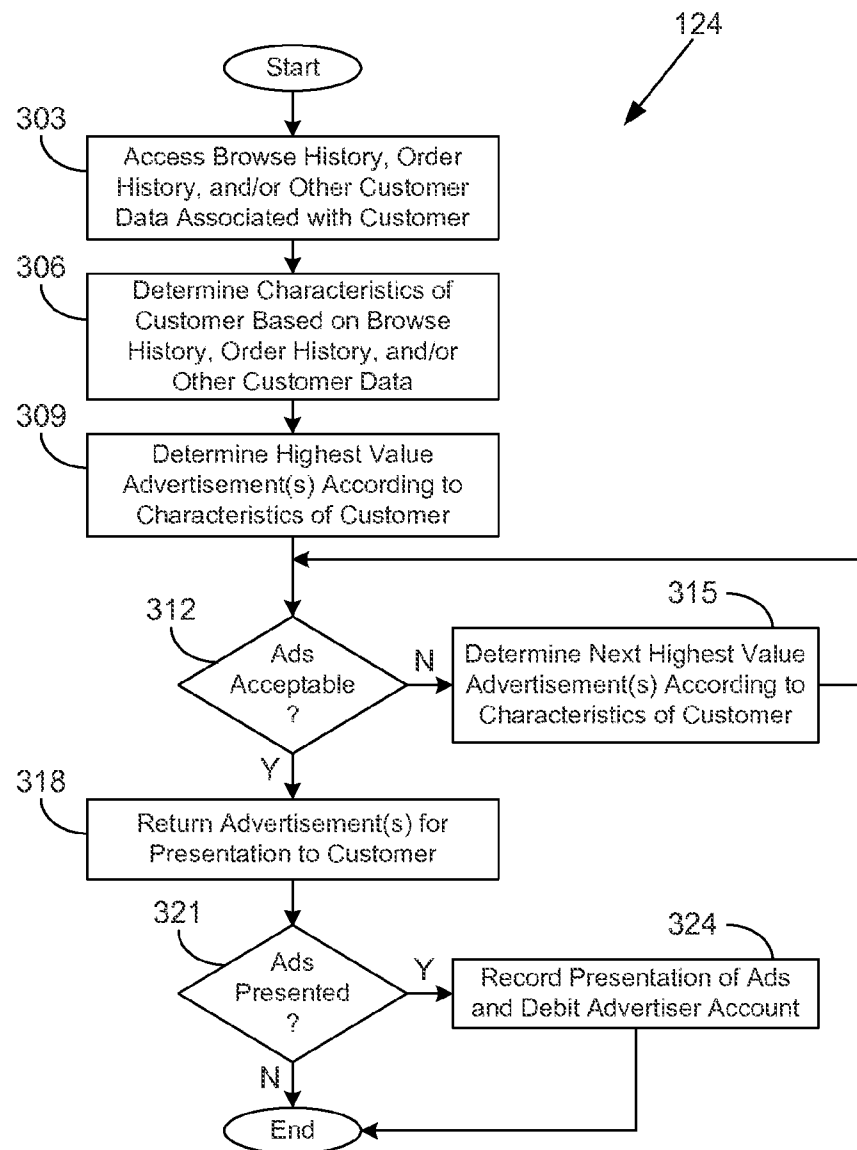 124
Start
303
Access Browse History, Order
History, and/or Other Customer
Data Associated with Customer
306
Determine Characteristics of
Customer Based on Browse
History, Order History, and/or
Other Customer Data
309
Determine Highest Value
Advertisement(s) According to
Characteristics of Customer
312
Ads
Acceptable
?
N
315
Determine Next Highest Value
Advertisement(s) According to
Characteristics of Customer
Y
318
Return Advertisement(s) for
Presentation to Customer
321
Ads
Presented
?
Y
324
Record Presentation of Ads
and Debit Advertiser Account
N
End